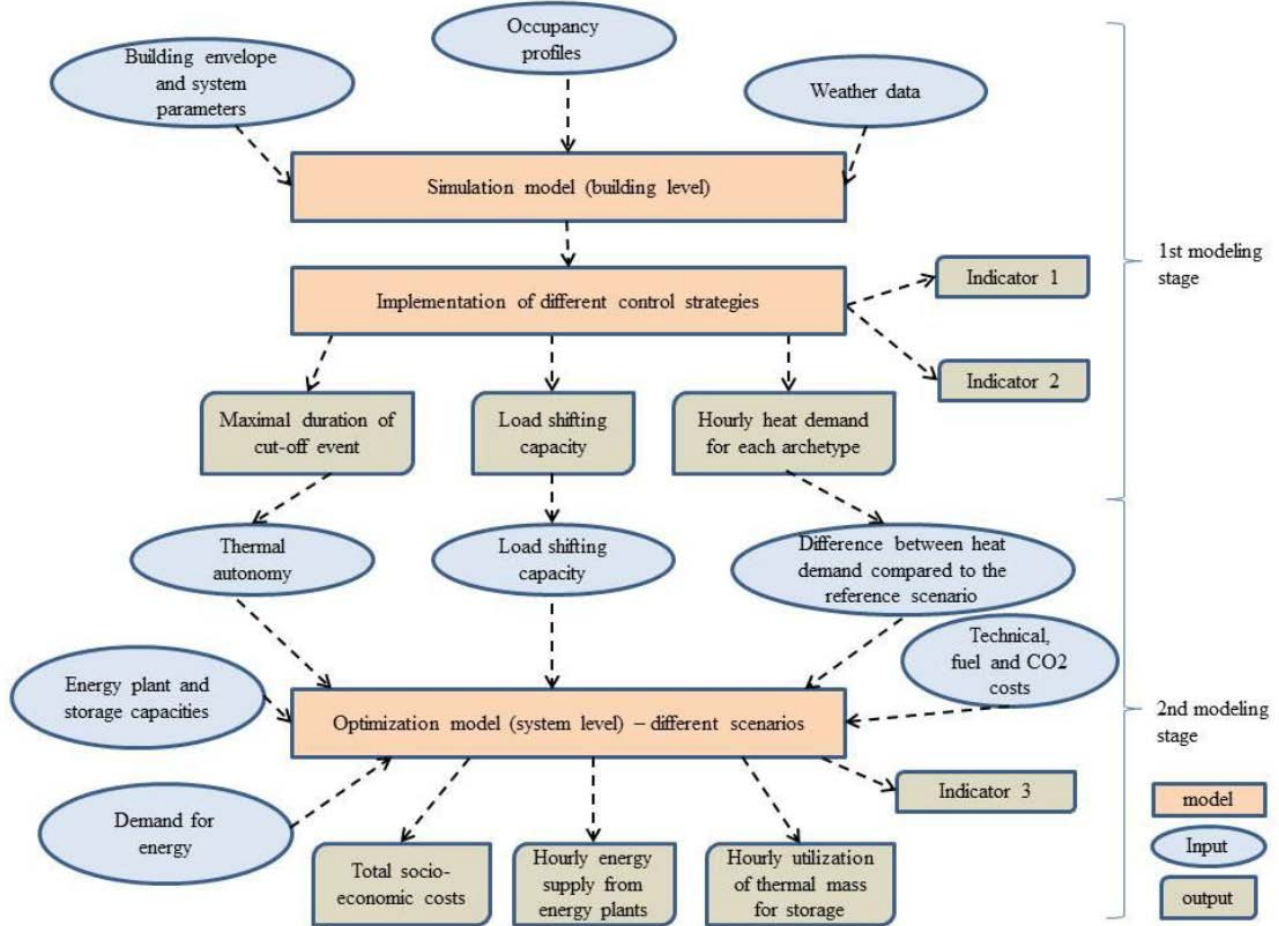 Occupancy
profiles
Building envelope
and system
parameters
Weather data
Simulation model (building level)
1st modeling
stage
Indicator 1
Implementation of different control strategies
Indicator 2
Maximal duration of
cut-off event
Load shifting
capacity
Hourly heat demand
for each archetype
Thermal
autonomy
Load shifting
capacity
Difference between heat
demand compared to the
reference scenario
Technical,
fuel and CO2
costs
Energy plant and
storage capacities
Optimization model (system level) – different scenarios
2nd modeling
stage
Indicator 3
Demand for
energy
Total socio-
economic costs
Hourly energy
supply from
energy plants
Hourly utilization
of thermal mass
for storage
model
Input
output